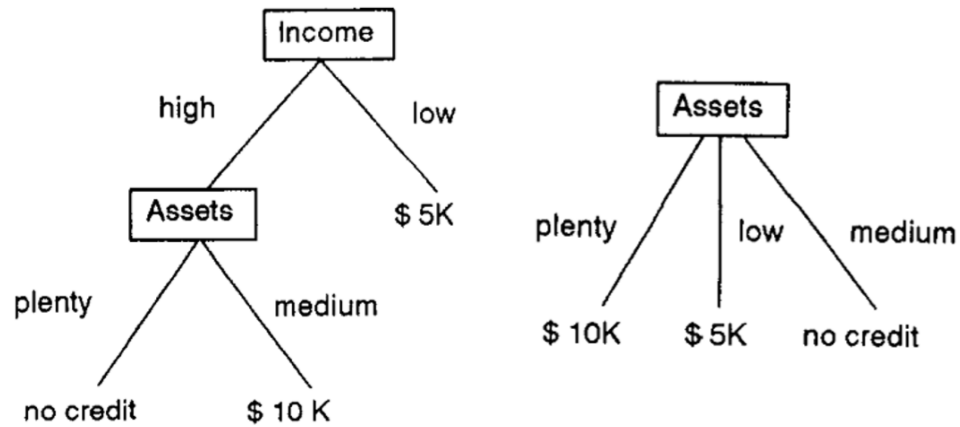 Income
high
low
Assets
$ 5K
plenty
medium
no credit
$ 10 K
Assets
plenty
low
medium
$ 10K
$ 5K
no credit